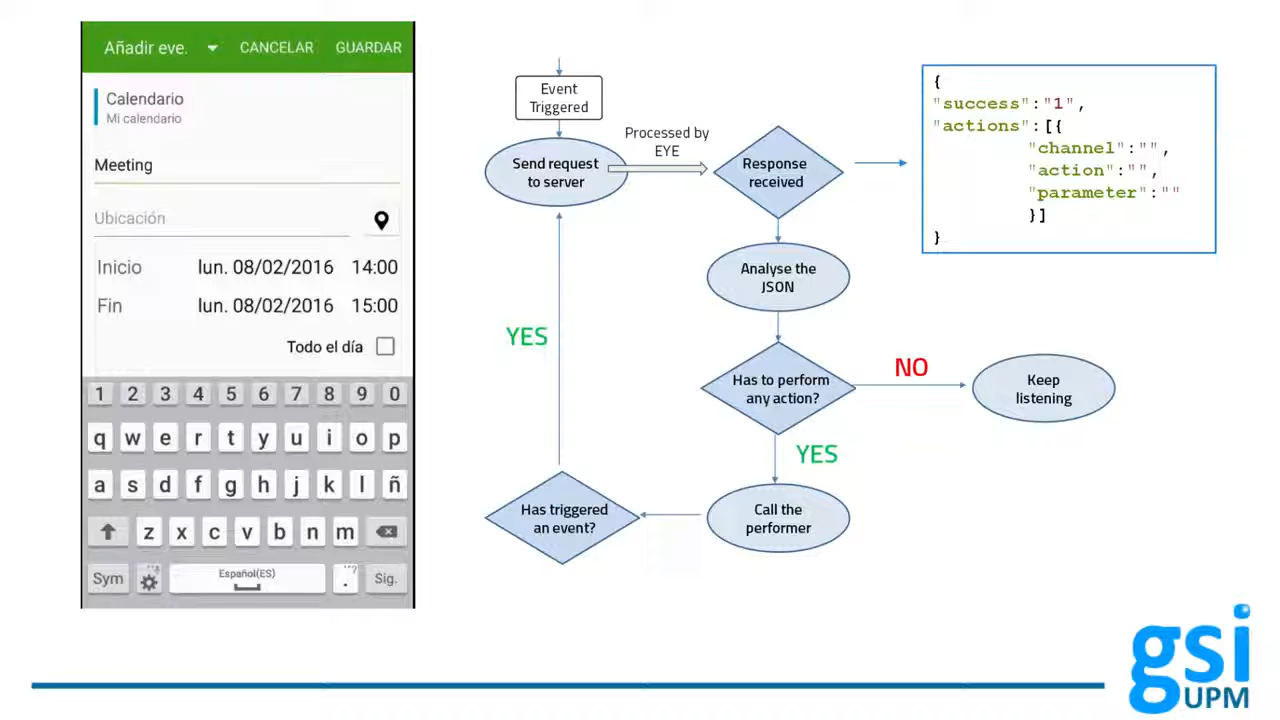 Añadir eve.
CANCELAR
GUARDAR
Calendario
Mi calendario
Meeting
Ubicación
Inicio lun. 08/02/2016 14:00
Fin lun. 08/02/2016 15:00
Todo el día
1 2 3 4 5 6 7 8 9 0
q w e r t y u i o p
a s d f g h j k l ñ
z x c v b n m
Sym
Español(ES)
.
Sig.
Event
Triggered
Send request
to server
Processed by
EYE
Response
received
{
"success":"1",
"actions":[{
"channel":"",
"action":"",
"parameter":""
}]
}
Analyse the
JSON
Has to perform
any action?
NO
Keep
listening
YES
Call the
performer
Has triggered
an event?
YES
gsi
UPM